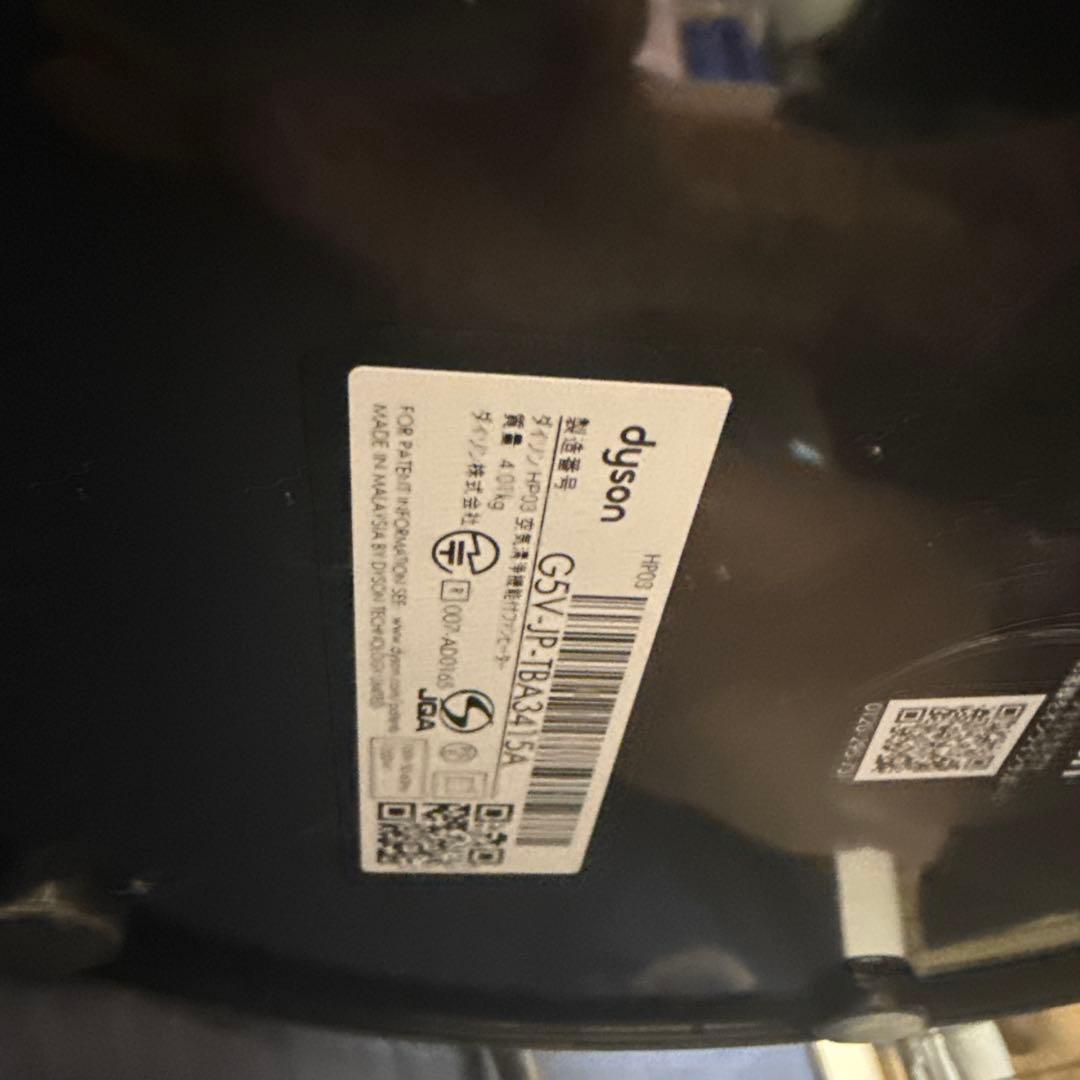 dyson
HP03
製造番号
G5V-JP-TBA3415A
ダイソン HP03 空気清浄機能付ファンヒーター
質量 4.01kg
ダイソン株式会社
R 007-AD0165
JQA
FOR PATENT INFORMATION SEE: www.dyson.com/patents
MADE IN MALAYSIA BY DYSON TECHNOLOGY LIMITED